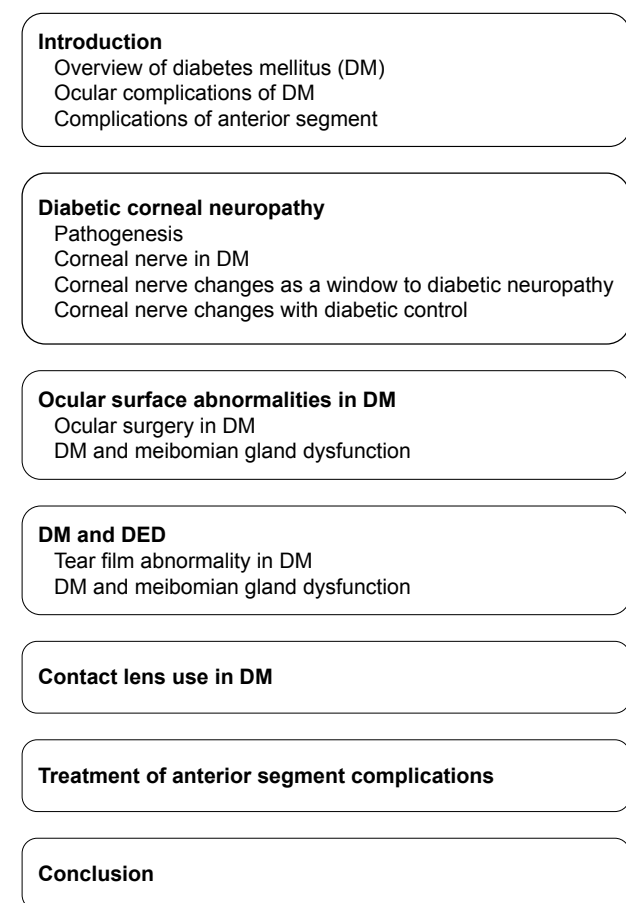 Introduction
Overview of diabetes mellitus (DM)
Ocular complications of DM
Complications of anterior segment
Diabetic corneal neuropathy
Pathogenesis
Corneal nerve in DM
Corneal nerve changes as a window to diabetic neuropathy
Corneal nerve changes with diabetic control
Ocular surface abnormalities in DM
Ocular surgery in DM
DM and meibomian gland dysfunction
DM and DED
Tear film abnormality in DM
DM and meibomian gland dysfunction
Contact lens use in DM
Treatment of anterior segment complications
Conclusion